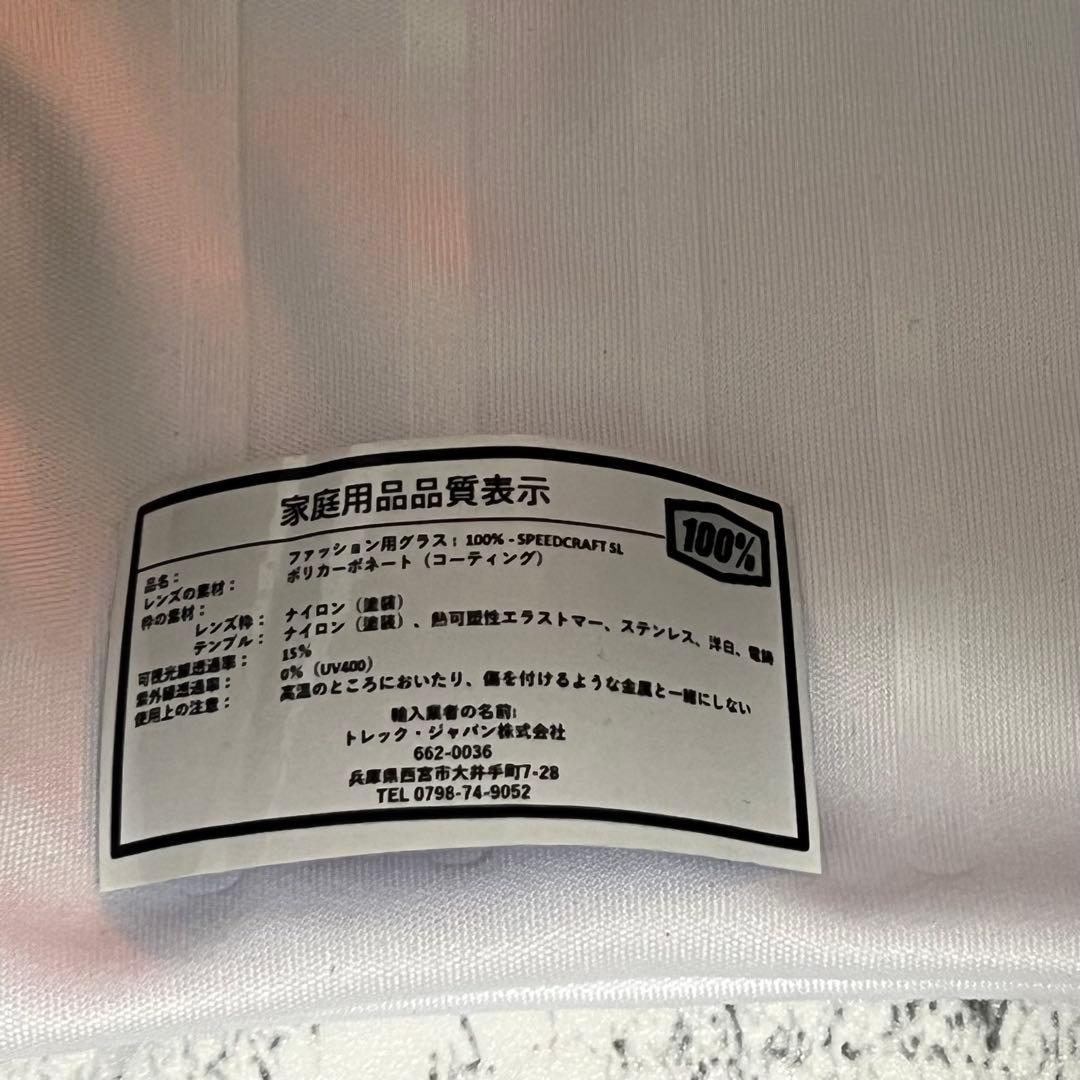 家庭用品品質表示
100%
品名： ファッション用グラス： 100% - SPEEDCRAFT SL
レンズの素材： ポリカーボネート（コーティング）
枠の素材：
レンズ枠： ナイロン（塗装）
テンプル： ナイロン（塗装）、熱可塑性エラストマー、ステンレス、洋白、電鋳
可視光線透過率： 15%
紫外線透過率： 0%（UV400）
使用上の注意： 高温のところにおいたり、傷を付けるような金属と一緒にしない
輸入業者の名前:
トレック・ジャパン株式会社
662-0036
兵庫県西宮市大井手町7-28
TEL 0798-74-9052